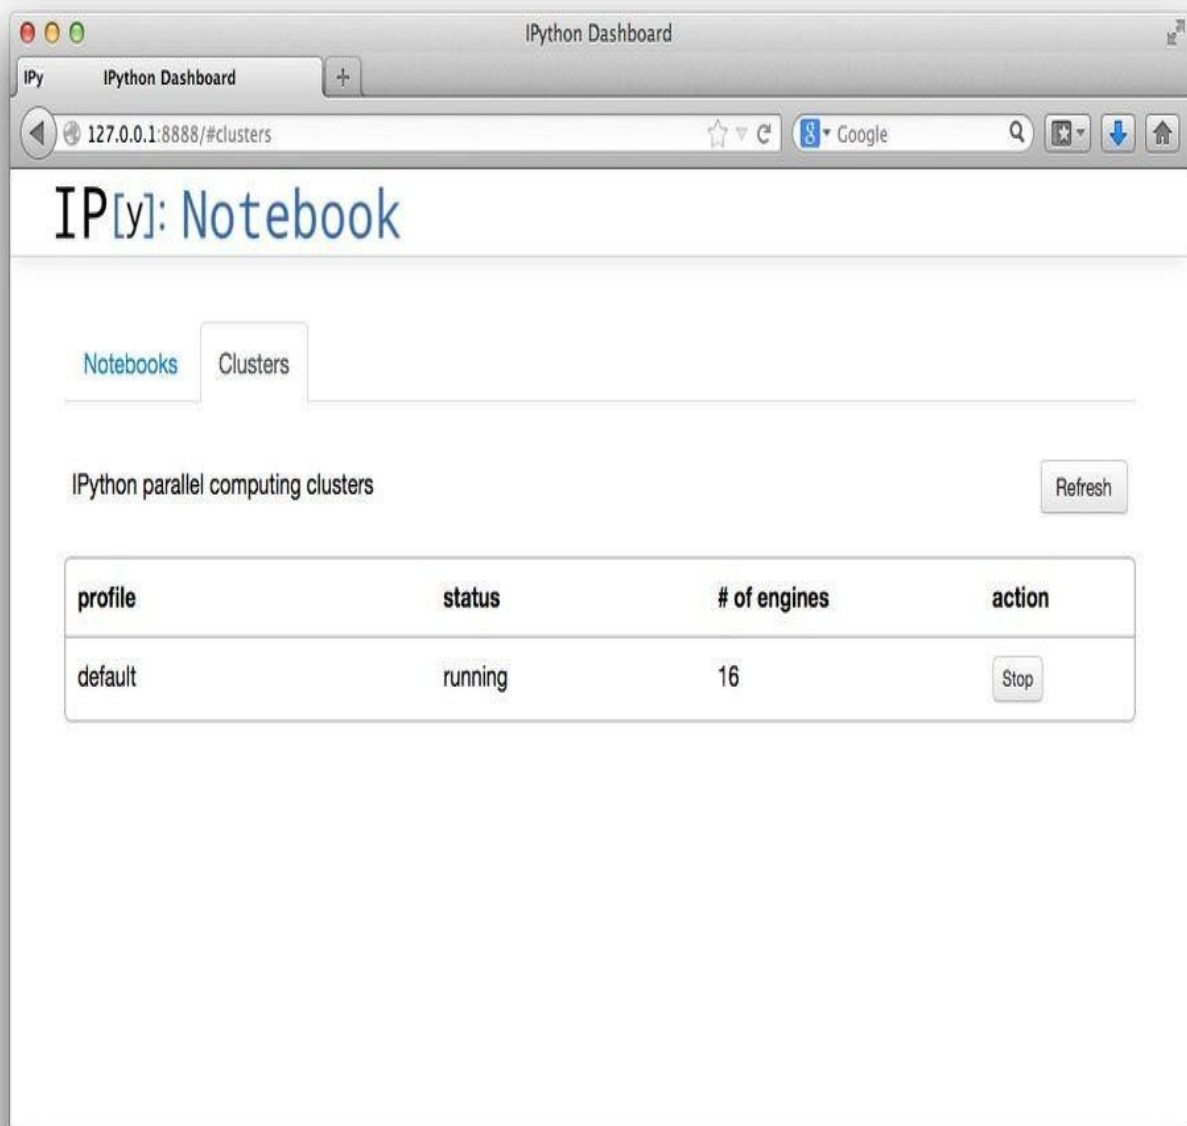 IPython Dashboard
IPy IPython Dashboard
127.0.0.1:8888/#clusters Google
IP[y]: Notebook
Notebooks Clusters
IPython parallel computing clusters Refresh
profile status # of engines action
default running 16 Stop